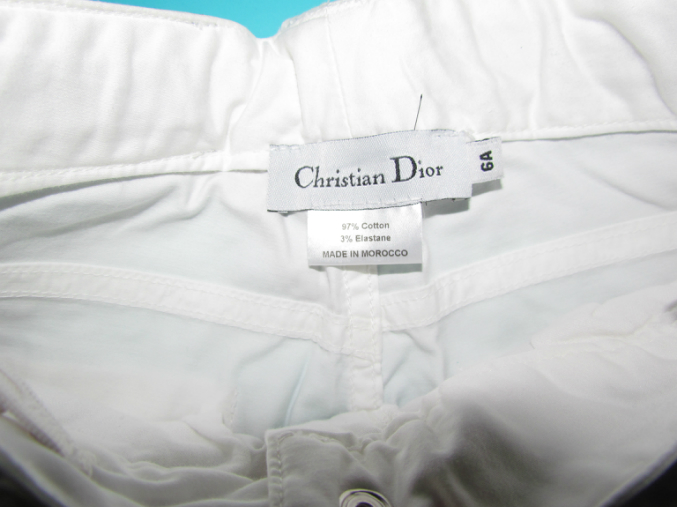 Christian Dior
6A
97% Cotton
3% Elastane
MADE IN MOROCCO